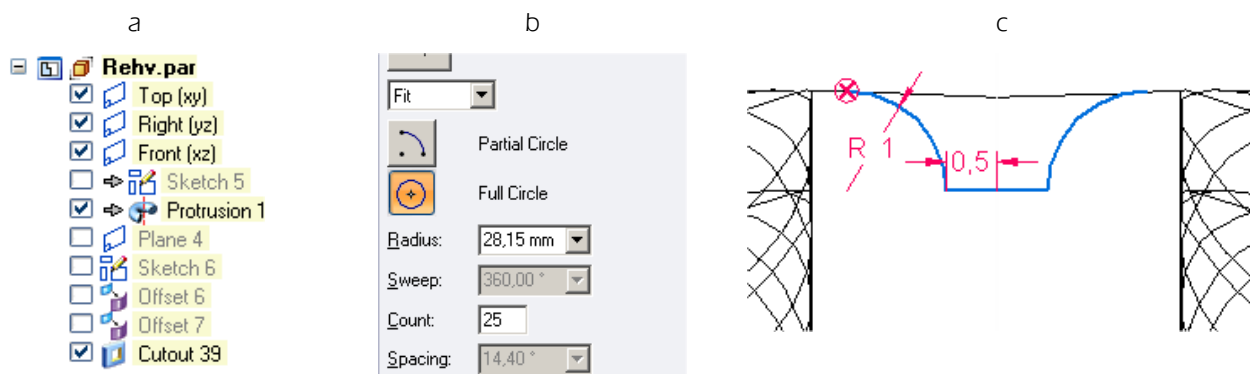 a
b
c
Rehv.par
Top (xy)
Right (yz)
Front (xz)
Sketch 5
Protrusion 1
Plane 4
Sketch 6
Offset 6
Offset 7
Cutout 39
Fit
Partial Circle
Full Circle
Radius: 28,15 mm
Sweep: 360,00 °
Count: 25
Spacing: 14,40 °
R 1
0,5